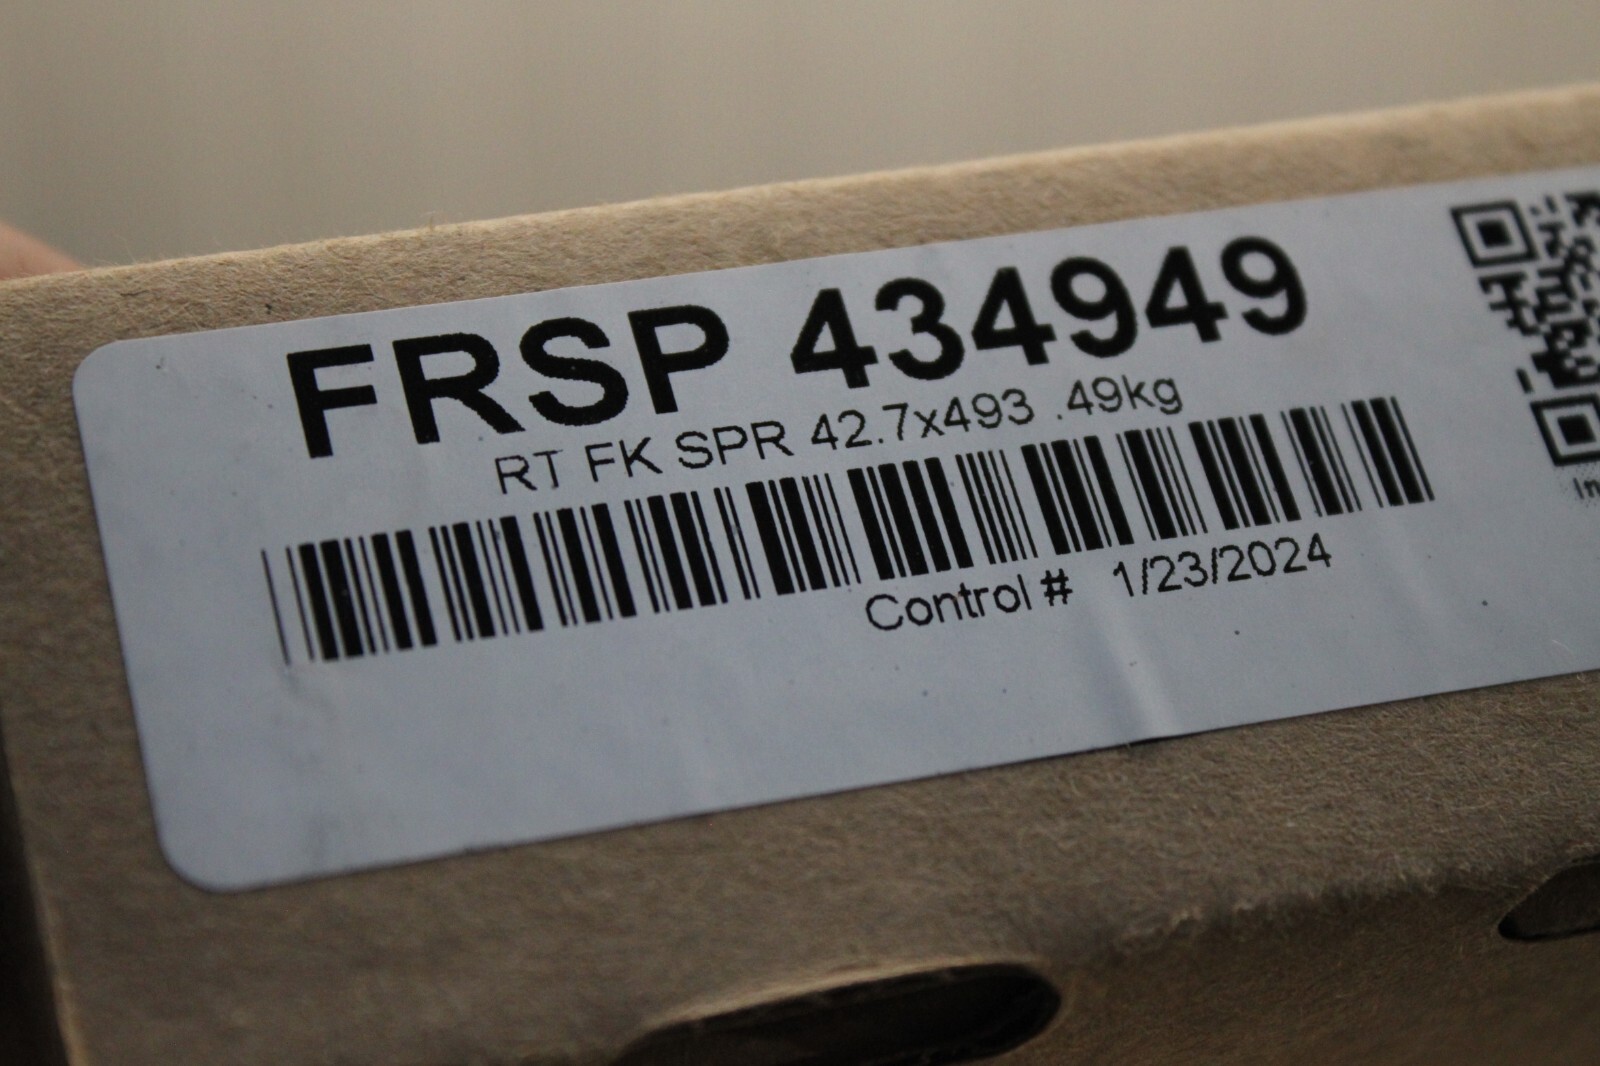 FRSP 434949
RT FK SPR 42.7x493 .49kg
Control # 1/23/2024